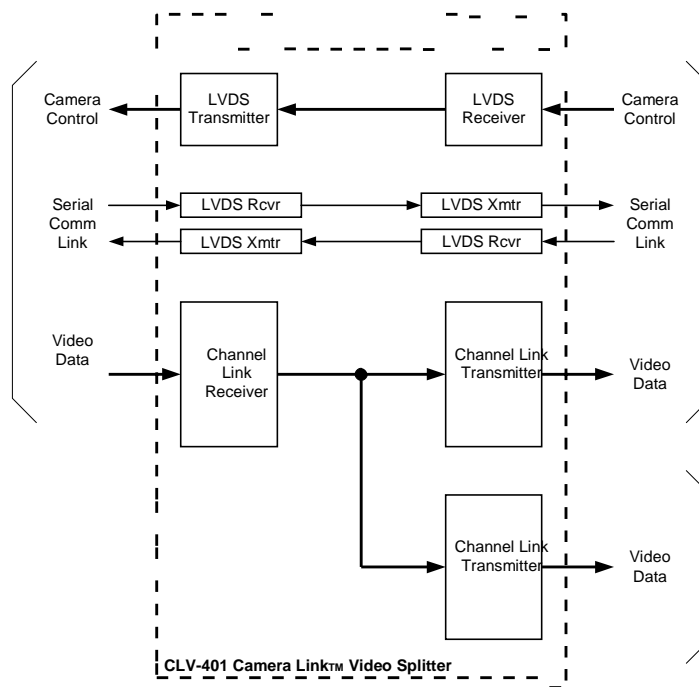 Camera
Control
LVDS
Transmitter
LVDS
Receiver
Camera
Control
Serial
Comm
Link
LVDS Rcvr
LVDS Xmtr
LVDS Xmtr
LVDS Rcvr
Serial
Comm
Link
Video
Data
Channel
Link
Receiver
Channel Link
Transmitter
Video
Data
Channel Link
Transmitter
Video
Data
CLV-401 Camera Link™ Video Splitter